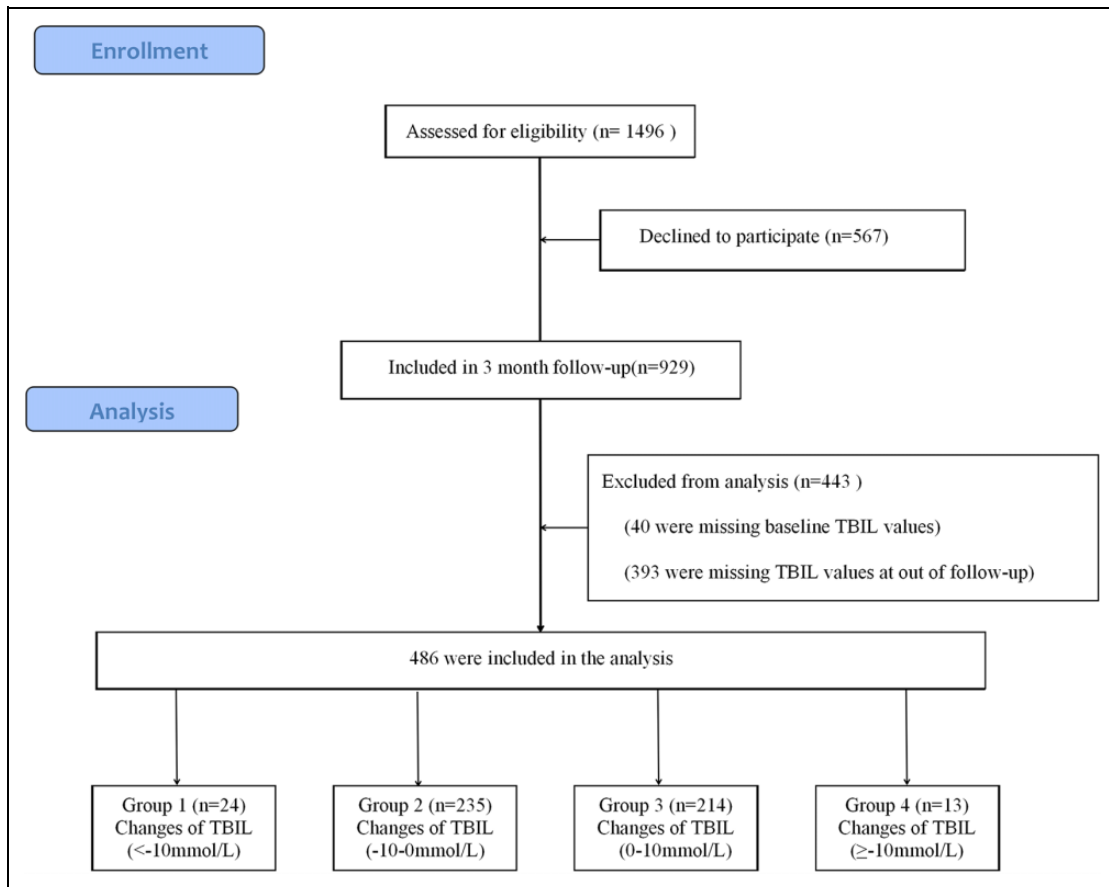 Enrollment
Assessed for eligibility (n= 1496 )
Declined to participate (n=567)
Included in 3 month follow-up(n=929)
Analysis
Excluded from analysis (n=443 )
(40 were missing baseline TBIL values)
(393 were missing TBIL values at out of follow-up)
486 were included in the analysis
Group 1 (n=24)
Changes of TBIL
(<-10mmol/L)
Group 2 (n=235)
Changes of TBIL
(-10-0mmol/L)
Group 3 (n=214)
Changes of TBIL
(0-10mmol/L)
Group 4 (n=13)
Changes of TBIL
(≥-10mmol/L)